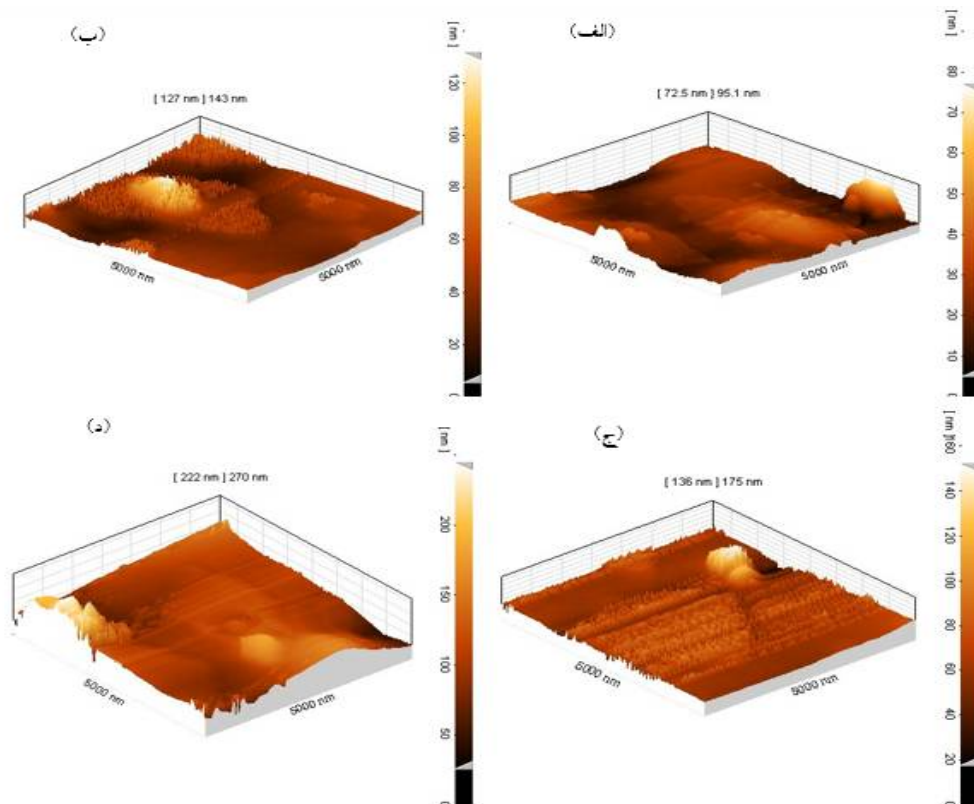 (الف)
[ nm ]
80
70
60
50
40
30
20
10
0
[ 72.5 nm ] 95.1 nm
5000 nm
5000 nm
(ب)
[ nm ]
120
100
80
60
40
20
[ 127 nm ] 143 nm
5000 nm
5000 nm
(ج)
[ nm ]
160
140
120
100
80
60
40
20
0
[ 136 nm ] 175 nm
5000 nm
(د)
[ nm ]
200
150
100
50
0
[ 222 nm ] 270 nm
5000 nm
5000 nm